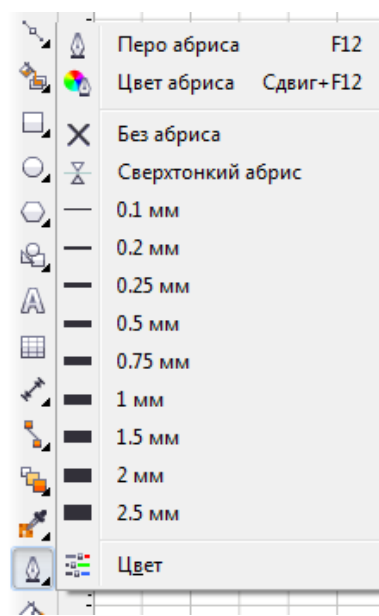 Перо абриса F12
Цвет абриса Сдвиг+F12
Без абриса
Сверхтонкий абрис
0.1 мм
0.2 мм
0.25 мм
0.5 мм
0.75 мм
1 мм
1.5 мм
2 мм
2.5 мм
Цвет